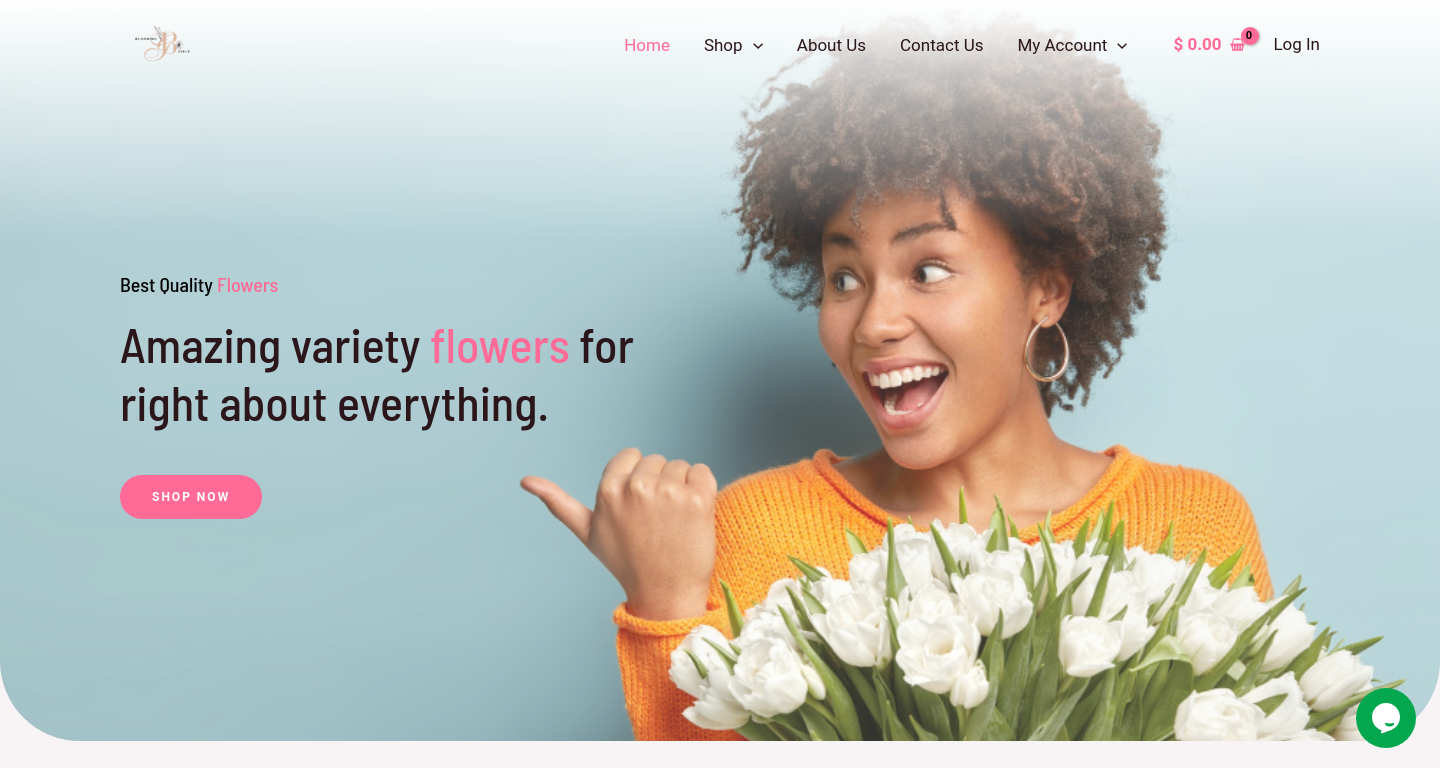 Home
Shop
About Us
Contact Us
My Account
$ 0.00
0
Log In
Best Quality Flowers
Amazing variety flowers for
right about everything.
SHOP NOW